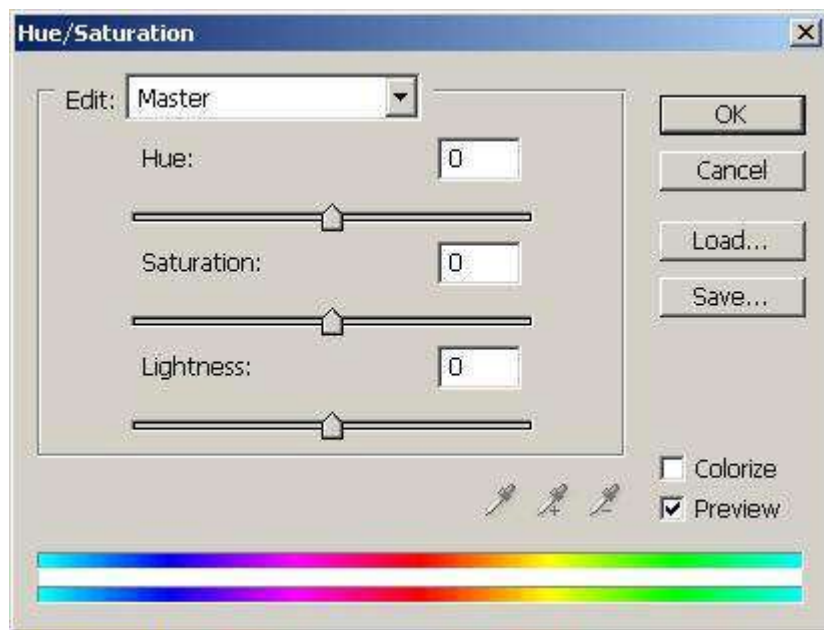 Hue/Saturation
Edit: Master
Hue: 0
Saturation: 0
Lightness: 0
OK
Cancel
Load...
Save...
Colorize
Preview